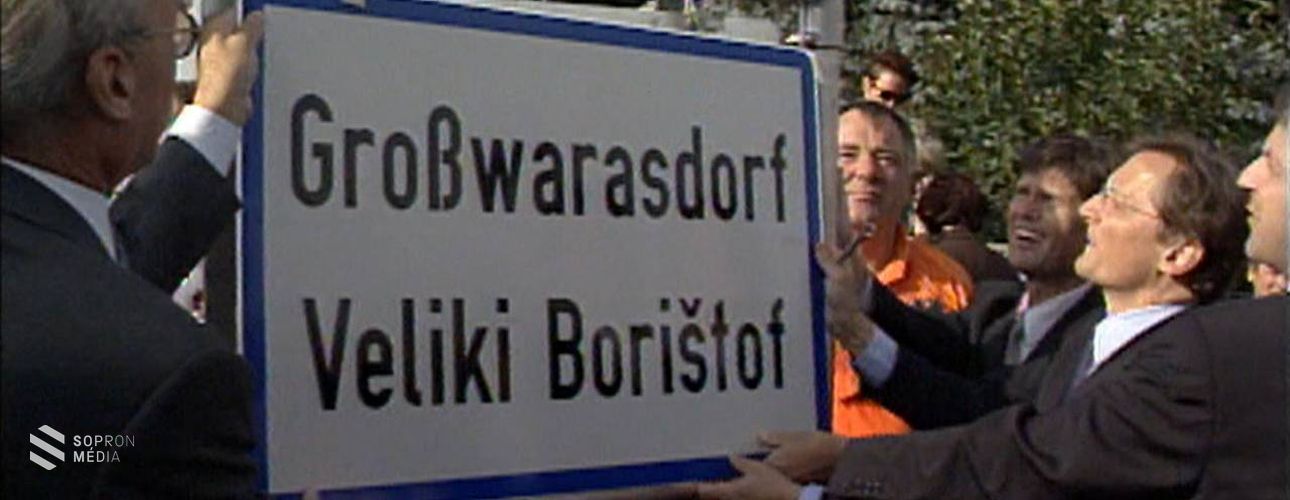 Großwarasdorf
Veliki Borištof
SOPRON
MÉDIA